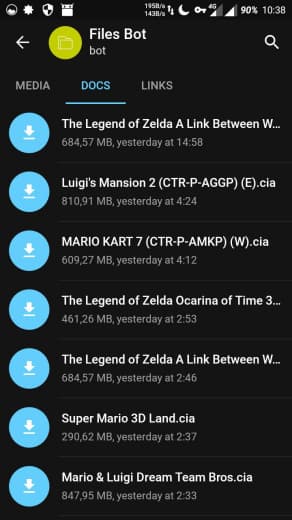 195B/s
143B/s
4G
90% 10:38
Files Bot
bot
MEDIA DOCS LINKS
The Legend of Zelda A Link Between W...
684,57 MB, yesterday at 14:58
Luigi's Mansion 2 (CTR-P-AGGP) (E).cia
810,91 MB, yesterday at 4:24
MARIO KART 7 (CTR-P-AMKP) (W).cia
609,27 MB, yesterday at 4:12
The Legend of Zelda Ocarina of Time 3...
461,26 MB, yesterday at 2:53
The Legend of Zelda A Link Between W...
684,57 MB, yesterday at 2:46
Super Mario 3D Land.cia
290,62 MB, yesterday at 2:37
Mario & Luigi Dream Team Bros.cia
847,95 MB, yesterday at 2:33